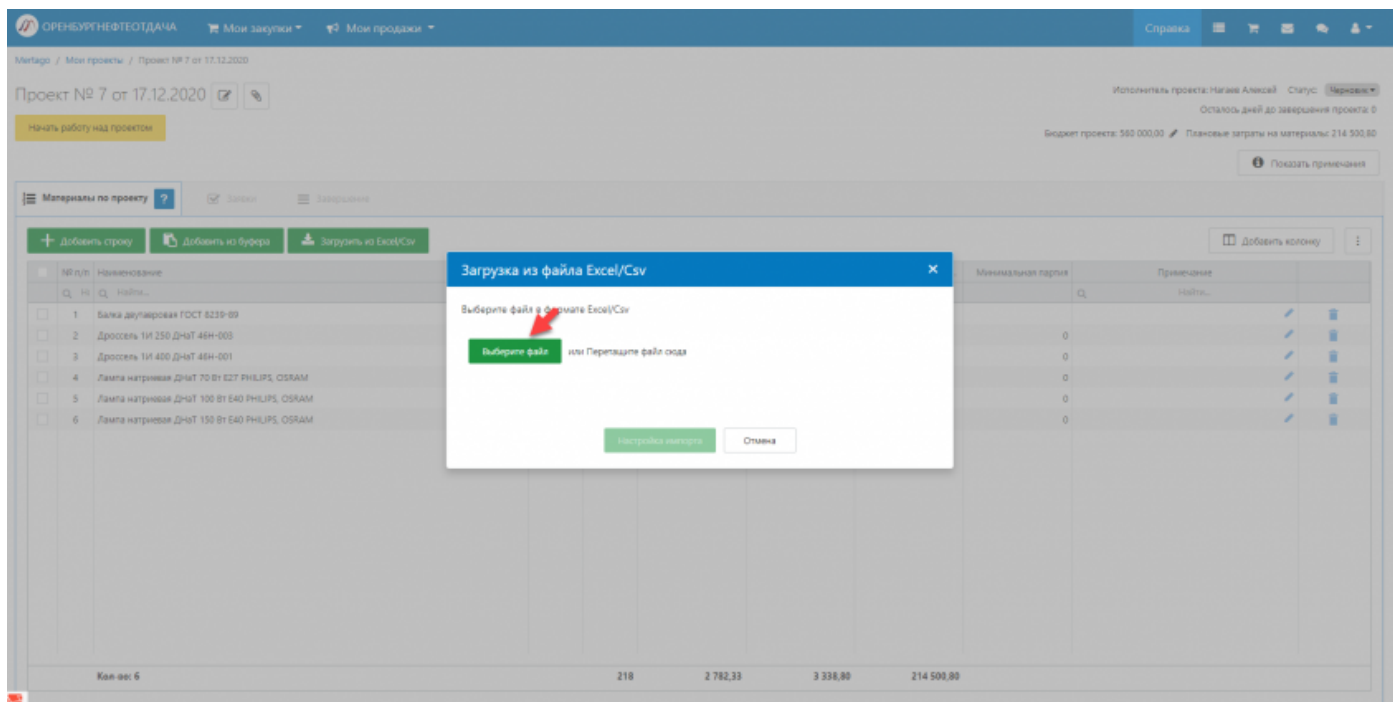 ОРЕНБУРГНЕФТЕОТДАЧА Мои закупки Мои продажи Справка
Mertago / Мои проекты / Проект № 7 от 17.12.2020
Проект № 7 от 17.12.2020
Исполнитель проекта: Нагаев Алексей Статус: Черновик
Осталось дней до завершения проекта: 0
Начать работу над проектом
Бюджет проекта: 580 000,00 Плановые затраты на материалы: 214 500,80
Показать примечания
Материалы по проекту ? Заявки Завершение
Добавить строку Добавить из буфера Загрузить из Excel/Csv Добавить колонку
Загрузка из файла Excel/Csv ×
№ п/п Наименование Минимальная партия Примечание
Найти... Найти...
Выберите файл в формате Excel/Csv
1 Балка двутавровая ГОСТ 8239-89
2 Дроссель 1И 250 ДНаТ 46Н-003 0
Выберите файл или Перетащите файл сюда
3 Дроссель 1И 400 ДНаТ 46Н-001 0
4 Лампа натриевая ДНаТ 70 Вт E27 PHILIPS, OSRAM 0
5 Лампа натриевая ДНаТ 100 Вт E40 PHILIPS, OSRAM 0
6 Лампа натриевая ДНаТ 150 Вт E40 PHILIPS, OSRAM 0
Настройка импорта Отмена
Кол-во: 6 218 2 782,33 3 338,80 214 500,80